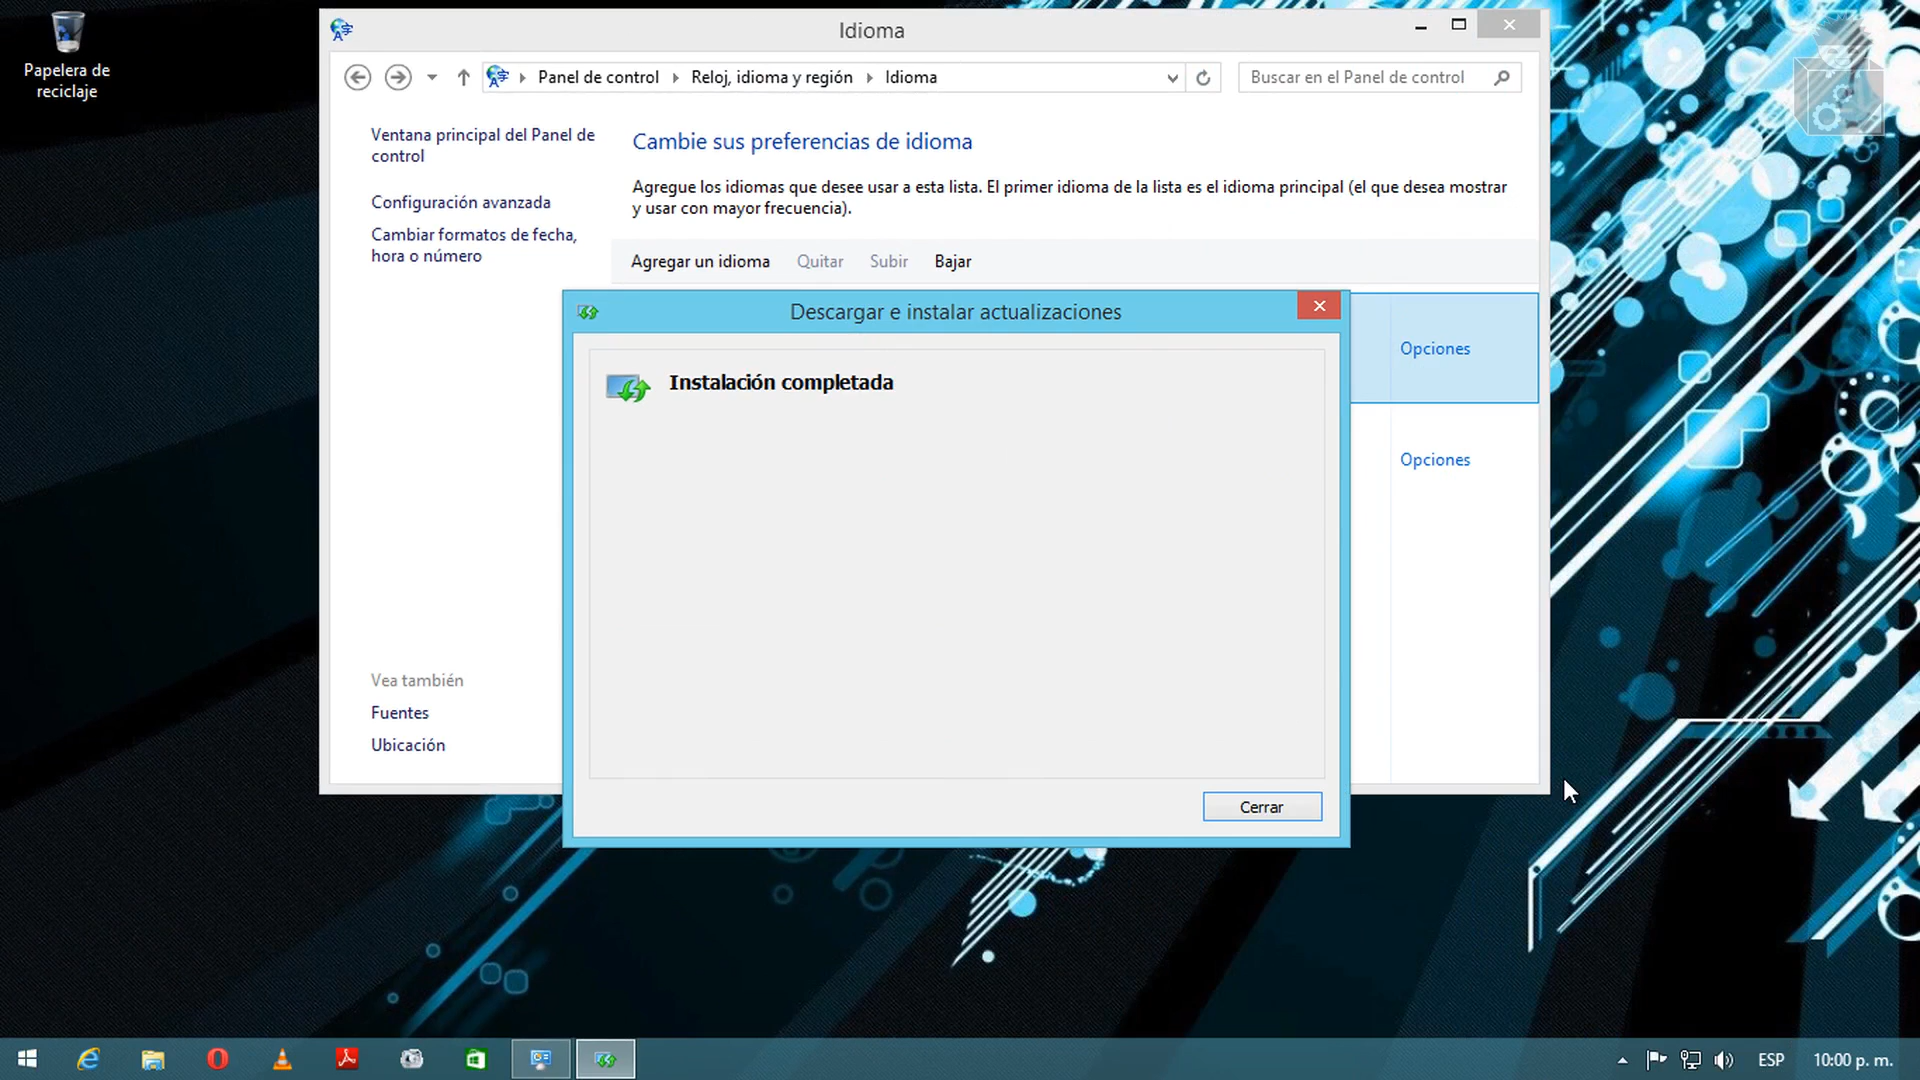 Papelera de
reciclaje
Idioma
Panel de control
Reloj, idioma y región
Idioma
Buscar en el Panel de control
Ventana principal del Panel de
control
Configuración avanzada
Cambiar formatos de fecha,
hora o número
Cambie sus preferencias de idioma
Agregue los idiomas que desee usar a esta lista. El primer idioma de la lista es el idioma principal (el que desea mostrar
y usar con mayor frecuencia).
Agregar un idioma
Quitar
Subir
Bajar
Descargar e instalar actualizaciones
Instalación completada
Opciones
Opciones
Cerrar
Vea también
Fuentes
Ubicación
ESP
10:00 p. m.